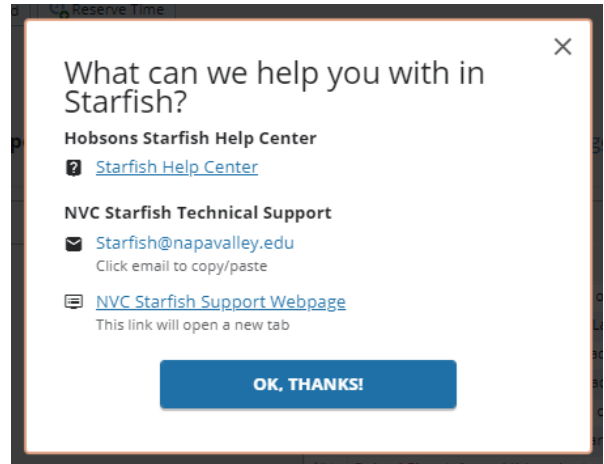 Reserve Time
What can we help you with in
Starfish?
Hobsons Starfish Help Center
Starfish Help Center
NVC Starfish Technical Support
Starfish@napavalley.edu
Click email to copy/paste
NVC Starfish Support Webpage
This link will open a new tab
OK, THANKS!